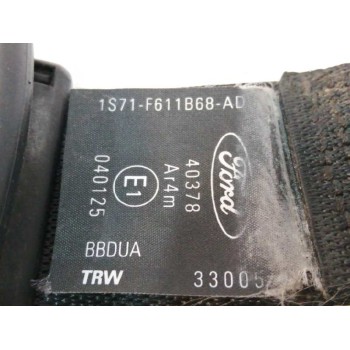 1S71-F611B68-AD
40378
Ar4m
E1
040125
Ford
BBDUA
TRW 33005